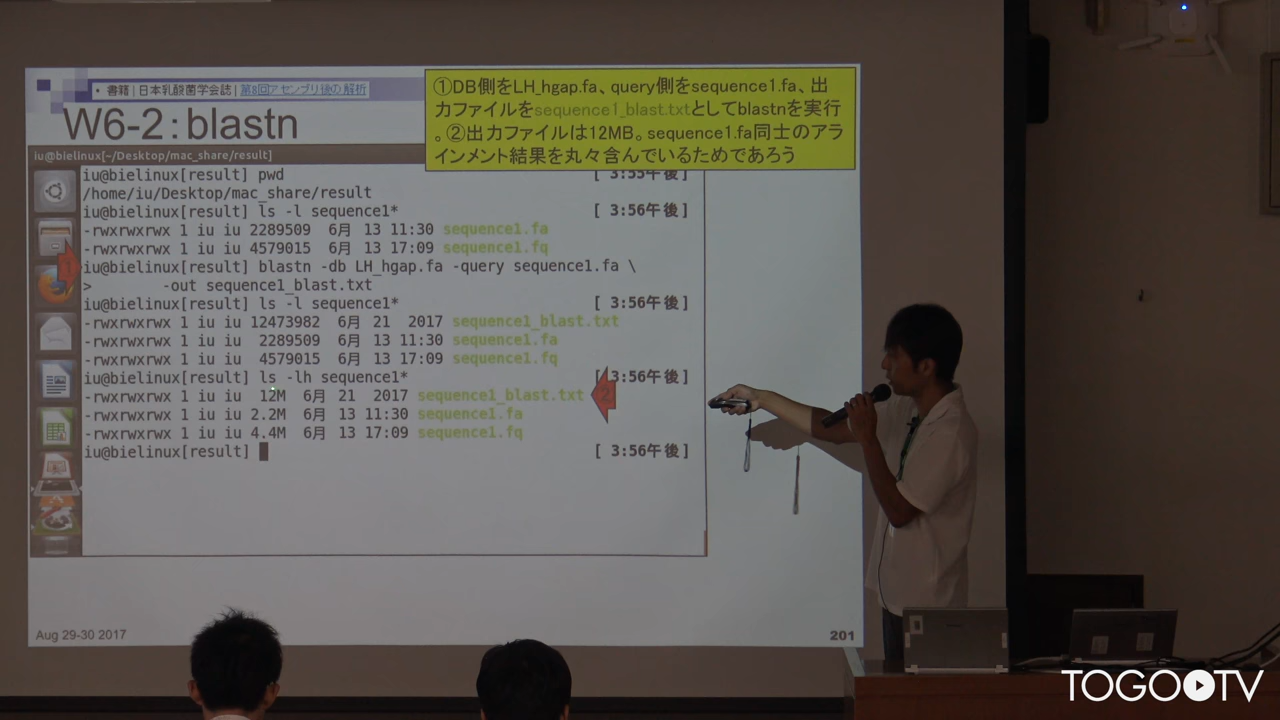 • 書籍 | 日本乳酸菌学会誌 | 第8回アセンブリ後の解析
W6-2：blastn
①DB側をLH_hgap.fa、query側をsequence1.fa、出
力ファイルをsequence1_blast.txtとしてblastnを実行
。②出力ファイルは12MB。sequence1.fa同士のアラ
インメント結果を丸々含んでいるためであろう
iu@bielinux[~/Desktop/mac_share/result]
iu@bielinux[result] pwd [ 3:55午後]
/home/iu/Desktop/mac_share/result
iu@bielinux[result] ls -l sequence1* [ 3:56午後]
-rwxrwxrwx 1 iu iu 2289509 6月 13 11:30 sequence1.fa
-rwxrwxrwx 1 iu iu 4579015 6月 13 17:09 sequence1.fq
1
iu@bielinux[result] blastn -db LH_hgap.fa -query sequence1.fa \
> -out sequence1_blast.txt
iu@bielinux[result] ls -l sequence1* [ 3:56午後]
-rwxrwxrwx 1 iu iu 12473982 6月 21 2017 sequence1_blast.txt
-rwxrwxrwx 1 iu iu 2289509 6月 13 11:30 sequence1.fa
-rwxrwxrwx 1 iu iu 4579015 6月 13 17:09 sequence1.fq
iu@bielinux[result] ls -lh sequence1* [ 3:56午後]
-rwxrwxrwx 1 iu iu 12M 6月 21 2017 sequence1_blast.txt
2
-rwxrwxrwx 1 iu iu 2.2M 6月 13 11:30 sequence1.fa
-rwxrwxrwx 1 iu iu 4.4M 6月 13 17:09 sequence1.fq
iu@bielinux[result] [ 3:56午後]
Aug 29-30 2017
201
TOGO TV